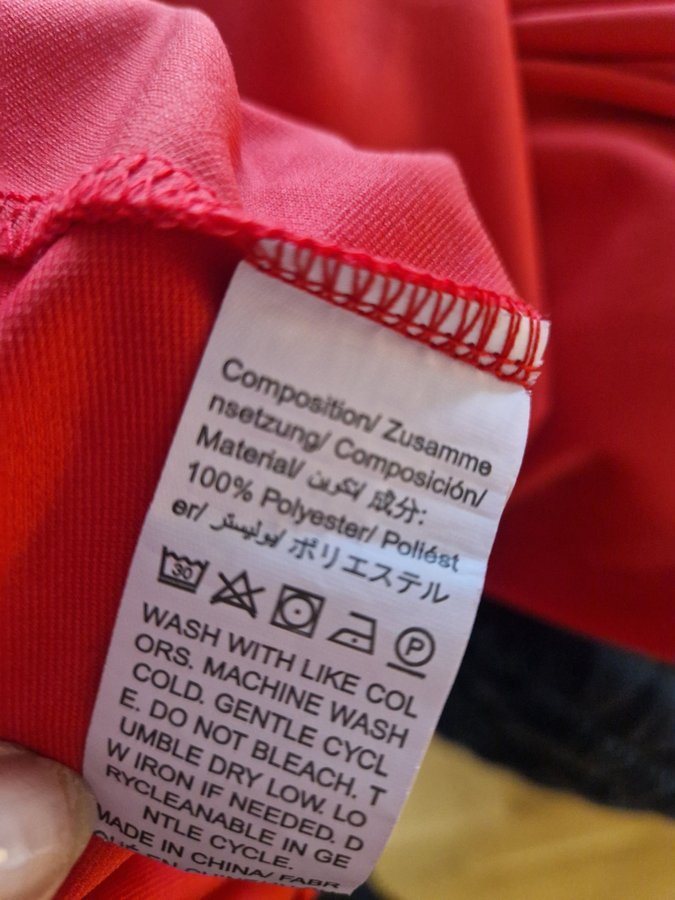 Composition/ Zusamme
nsetzung/ Composición/
Material/ تكوين/ 成分:
100% Polyester/ Poliést
er/ بوليستر/ ポリエステル
30 P
WASH WITH LIKE COL
ORS. MACHINE WASH
COLD. GENTLE CYCL
E. DO NOT BLEACH. T
UMBLE DRY LOW. LO
W IRON IF NEEDED. D
RYCLEANABLE IN GE
NTLE CYCLE.
MADE IN CHINA/ FABR